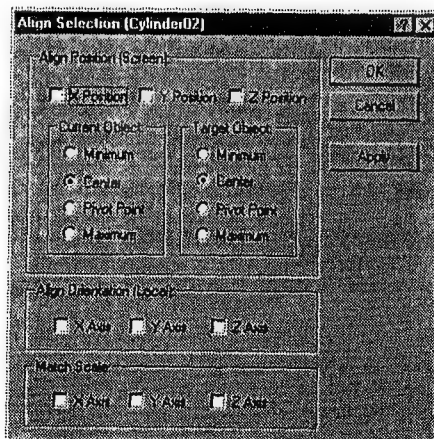 Align Selection (Cylinder02)
Align Position (Screen):
X Position Y Position Z Position
OK
Cancel
Apply
Current Object: Target Object:
Minimum Minimum
Center Center
Pivot Point Pivot Point
Maximum Maximum
Align Orientation (Local):
X Axis Y Axis Z Axis
Match Scale:
X Axis Y Axis Z Axis